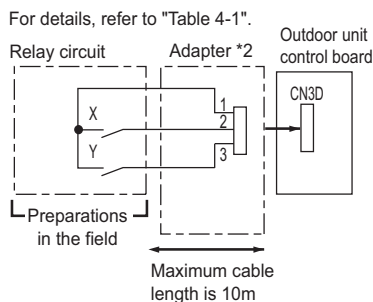 For details, refer to "Table 4-1".
Relay circuit
Adapter *2
Outdoor unit
control board
CN3D
X
Y
1
2
3
Preparations
in the field
Maximum cable
length is 10m